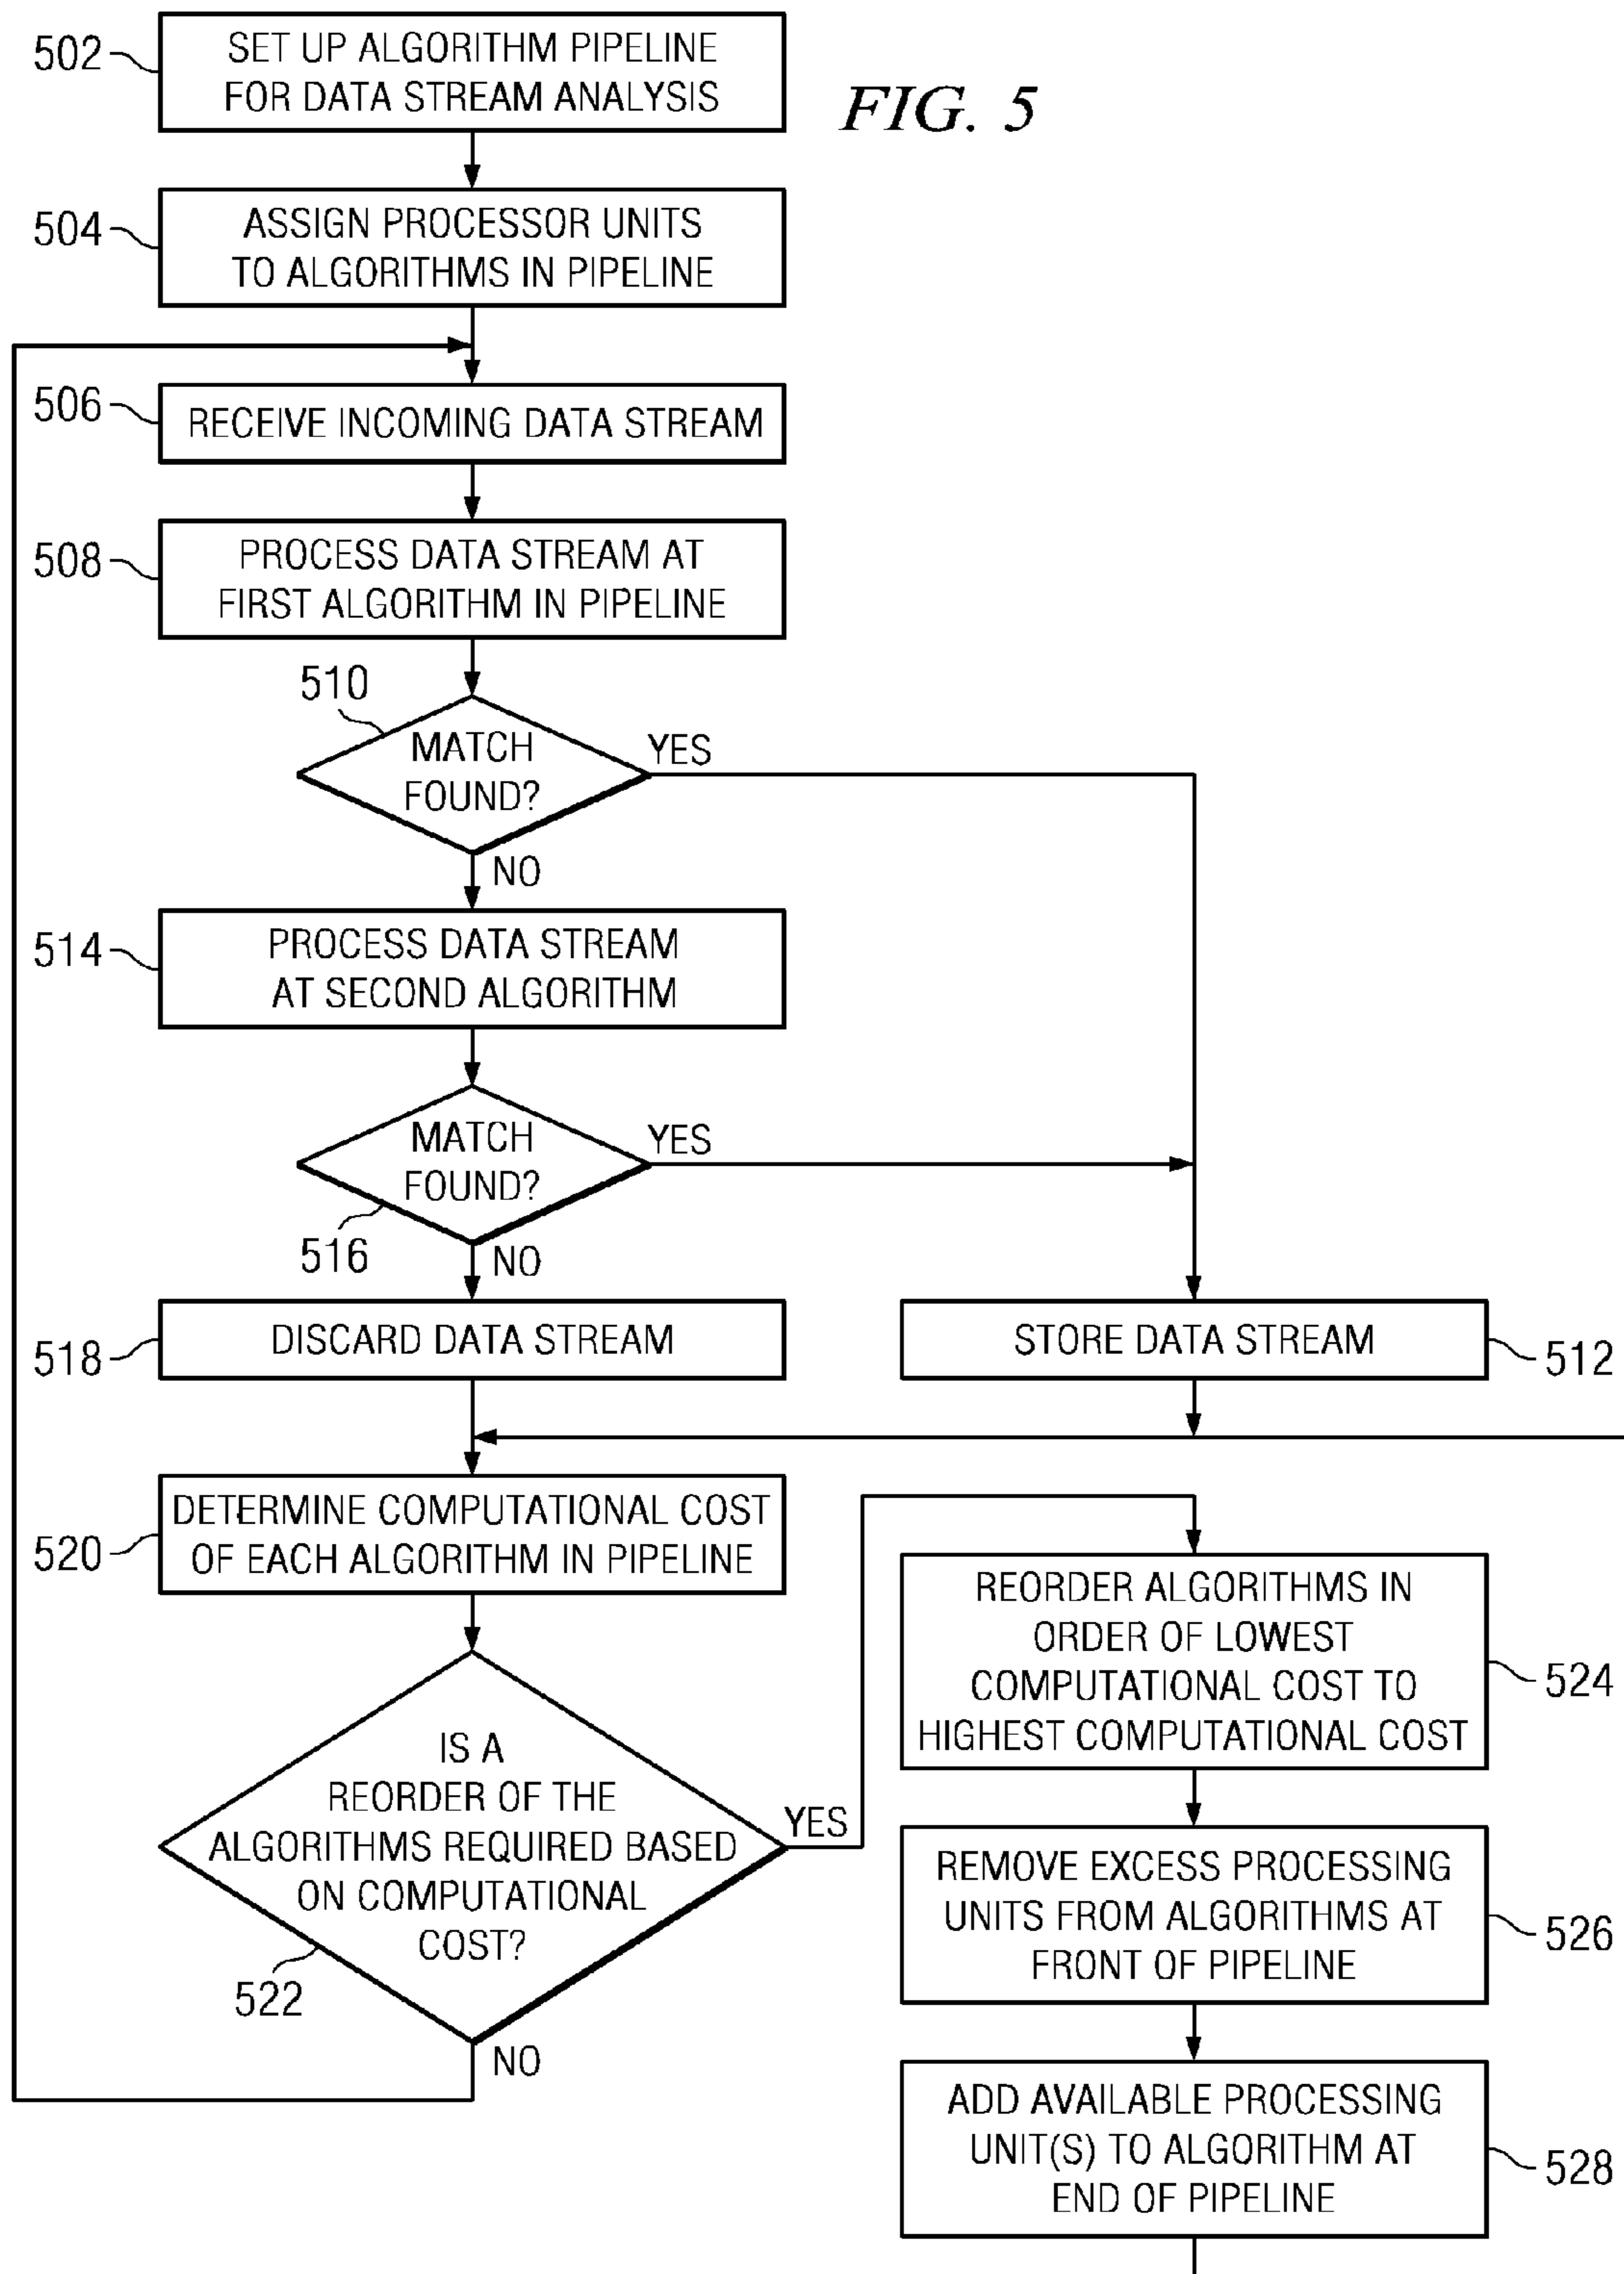 502
SET UP ALGORITHM PIPELINE
FOR DATA STREAM ANALYSIS
FIG. 5
504
ASSIGN PROCESSOR UNITS
TO ALGORITHMS IN PIPELINE
506
RECEIVE INCOMING DATA STREAM
508
PROCESS DATA STREAM AT
FIRST ALGORITHM IN PIPELINE
510
MATCH
FOUND?
YES
NO
514
PROCESS DATA STREAM
AT SECOND ALGORITHM
MATCH
FOUND?
YES
516
NO
518
DISCARD DATA STREAM
STORE DATA STREAM
512
520
DETERMINE COMPUTATIONAL COST
OF EACH ALGORITHM IN PIPELINE
IS A
REORDER OF THE
ALGORITHMS REQUIRED BASED
ON COMPUTATIONAL
COST?
YES
522
NO
REORDER ALGORITHMS IN
ORDER OF LOWEST
COMPUTATIONAL COST TO
HIGHEST COMPUTATIONAL COST
524
REMOVE EXCESS PROCESSING
UNITS FROM ALGORITHMS AT
FRONT OF PIPELINE
526
ADD AVAILABLE PROCESSING
UNIT(S) TO ALGORITHM AT
END OF PIPELINE
528